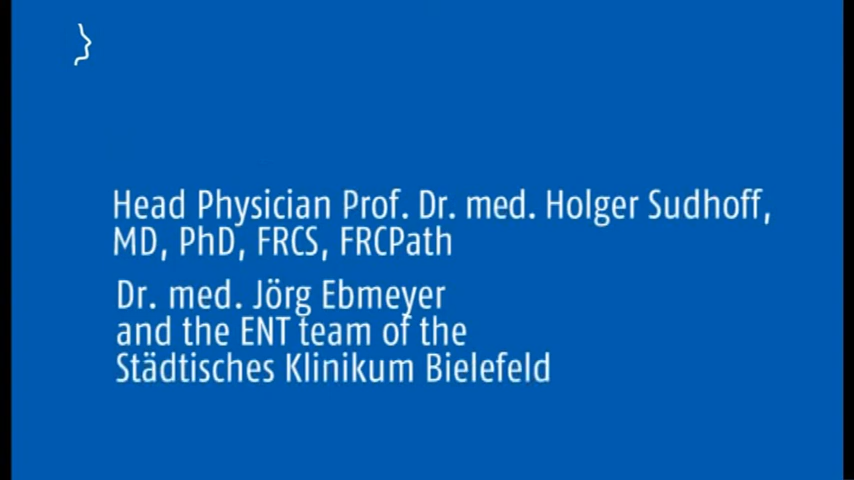 Head Physician Prof. Dr. med. Holger Sudhoff,
MD, PhD, FRCS, FRCPath
Dr. med. Jörg Ebmeyer
and the ENT team of the
Städtisches Klinikum Bielefeld